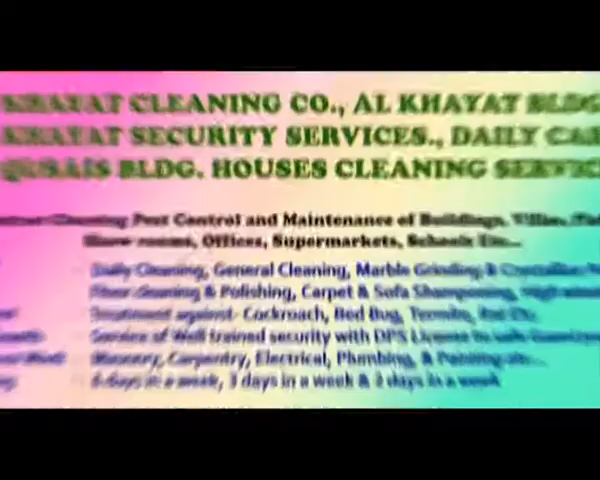 KHAYAT CLEANING CO., AL KHAYAT BLDG
KHAYAT SECURITY SERVICES., DAILY CAR
QUSAIS BLDG. HOUSES CLEANING SERVIC
Cleaning Pest Control and Maintenance of Buildings, Villas,
Show rooms, Offices, Supermarkets, Schools Etc...
Daily Cleaning, General Cleaning, Marble Grinding &
Floor cleaning & Polishing, Carpet & Sofa Shampooing,
Treatment against- Cockroach, Bed Bug, Termite,
Service of Well trained security with DPS License to
Masonry, Carpentry, Electrical, Plumbing, & Painting etc...
6 days in a week, 3 days in a week & 2 days in a week